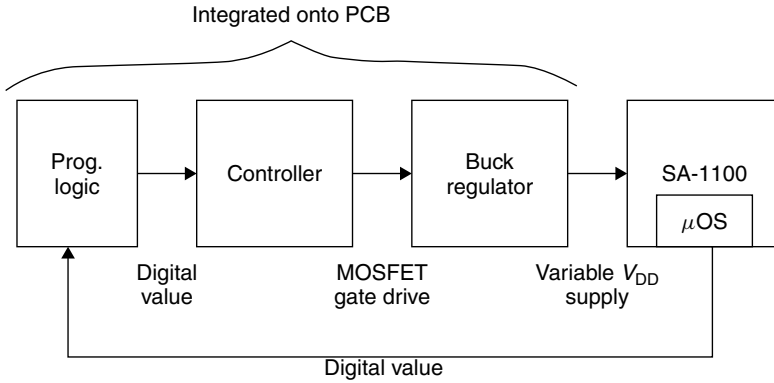 Integrated onto PCB
Prog.
logic
Controller
Buck
regulator
SA-1100
μOS
Digital
value
MOSFET
gate drive
Variable VDD
supply
Digital value